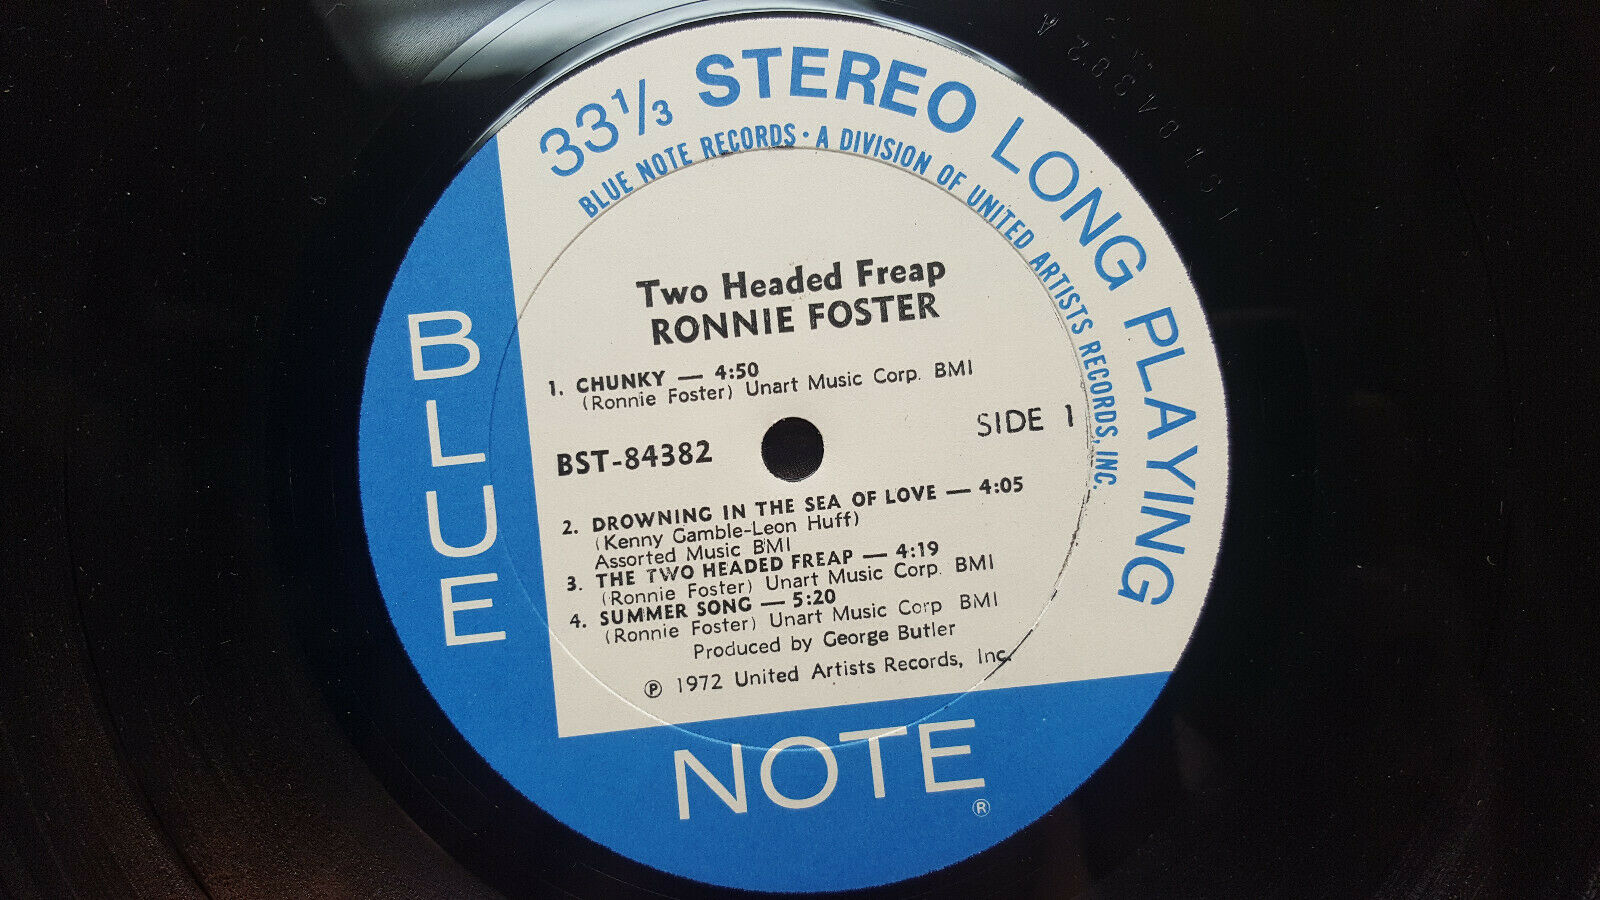 33⅓ STEREO LONG PLAYING
BLUE NOTE RECORDS · A DIVISION OF UNITED ARTISTS RECORDS, INC.
Two Headed Freap
RONNIE FOSTER
1. CHUNKY — 4:50
(Ronnie Foster) Unart Music Corp. BMI
SIDE 1
BST-84382
2. DROWNING IN THE SEA OF LOVE — 4:05
(Kenny Gamble-Leon Huff)
Assorted Music BMI
3. THE TWO HEADED FREAP — 4:19
(Ronnie Foster) Unart Music Corp. BMI
4. SUMMER SONG — 5:20
(Ronnie Foster) Unart Music Corp BMI
Produced by George Butler
℗ 1972 United Artists Records, Inc.
BLUE
NOTE
®